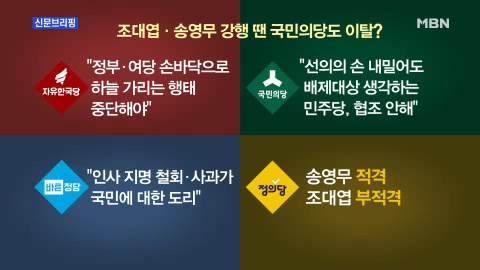 신문브리핑
MBN
조대엽·송영무 강행 땐 국민의당도 이탈?
자유한국당
"정부·여당 손바닥으로
하늘 가리는 행태
중단해야"
국민의당
"선의의 손 내밀어도
배제대상 생각하는
민주당, 협조 안해"
바른정당
"인사 지명 철회·사과가
국민에 대한 도리"
정의당
송영무 적격
조대엽 부적격